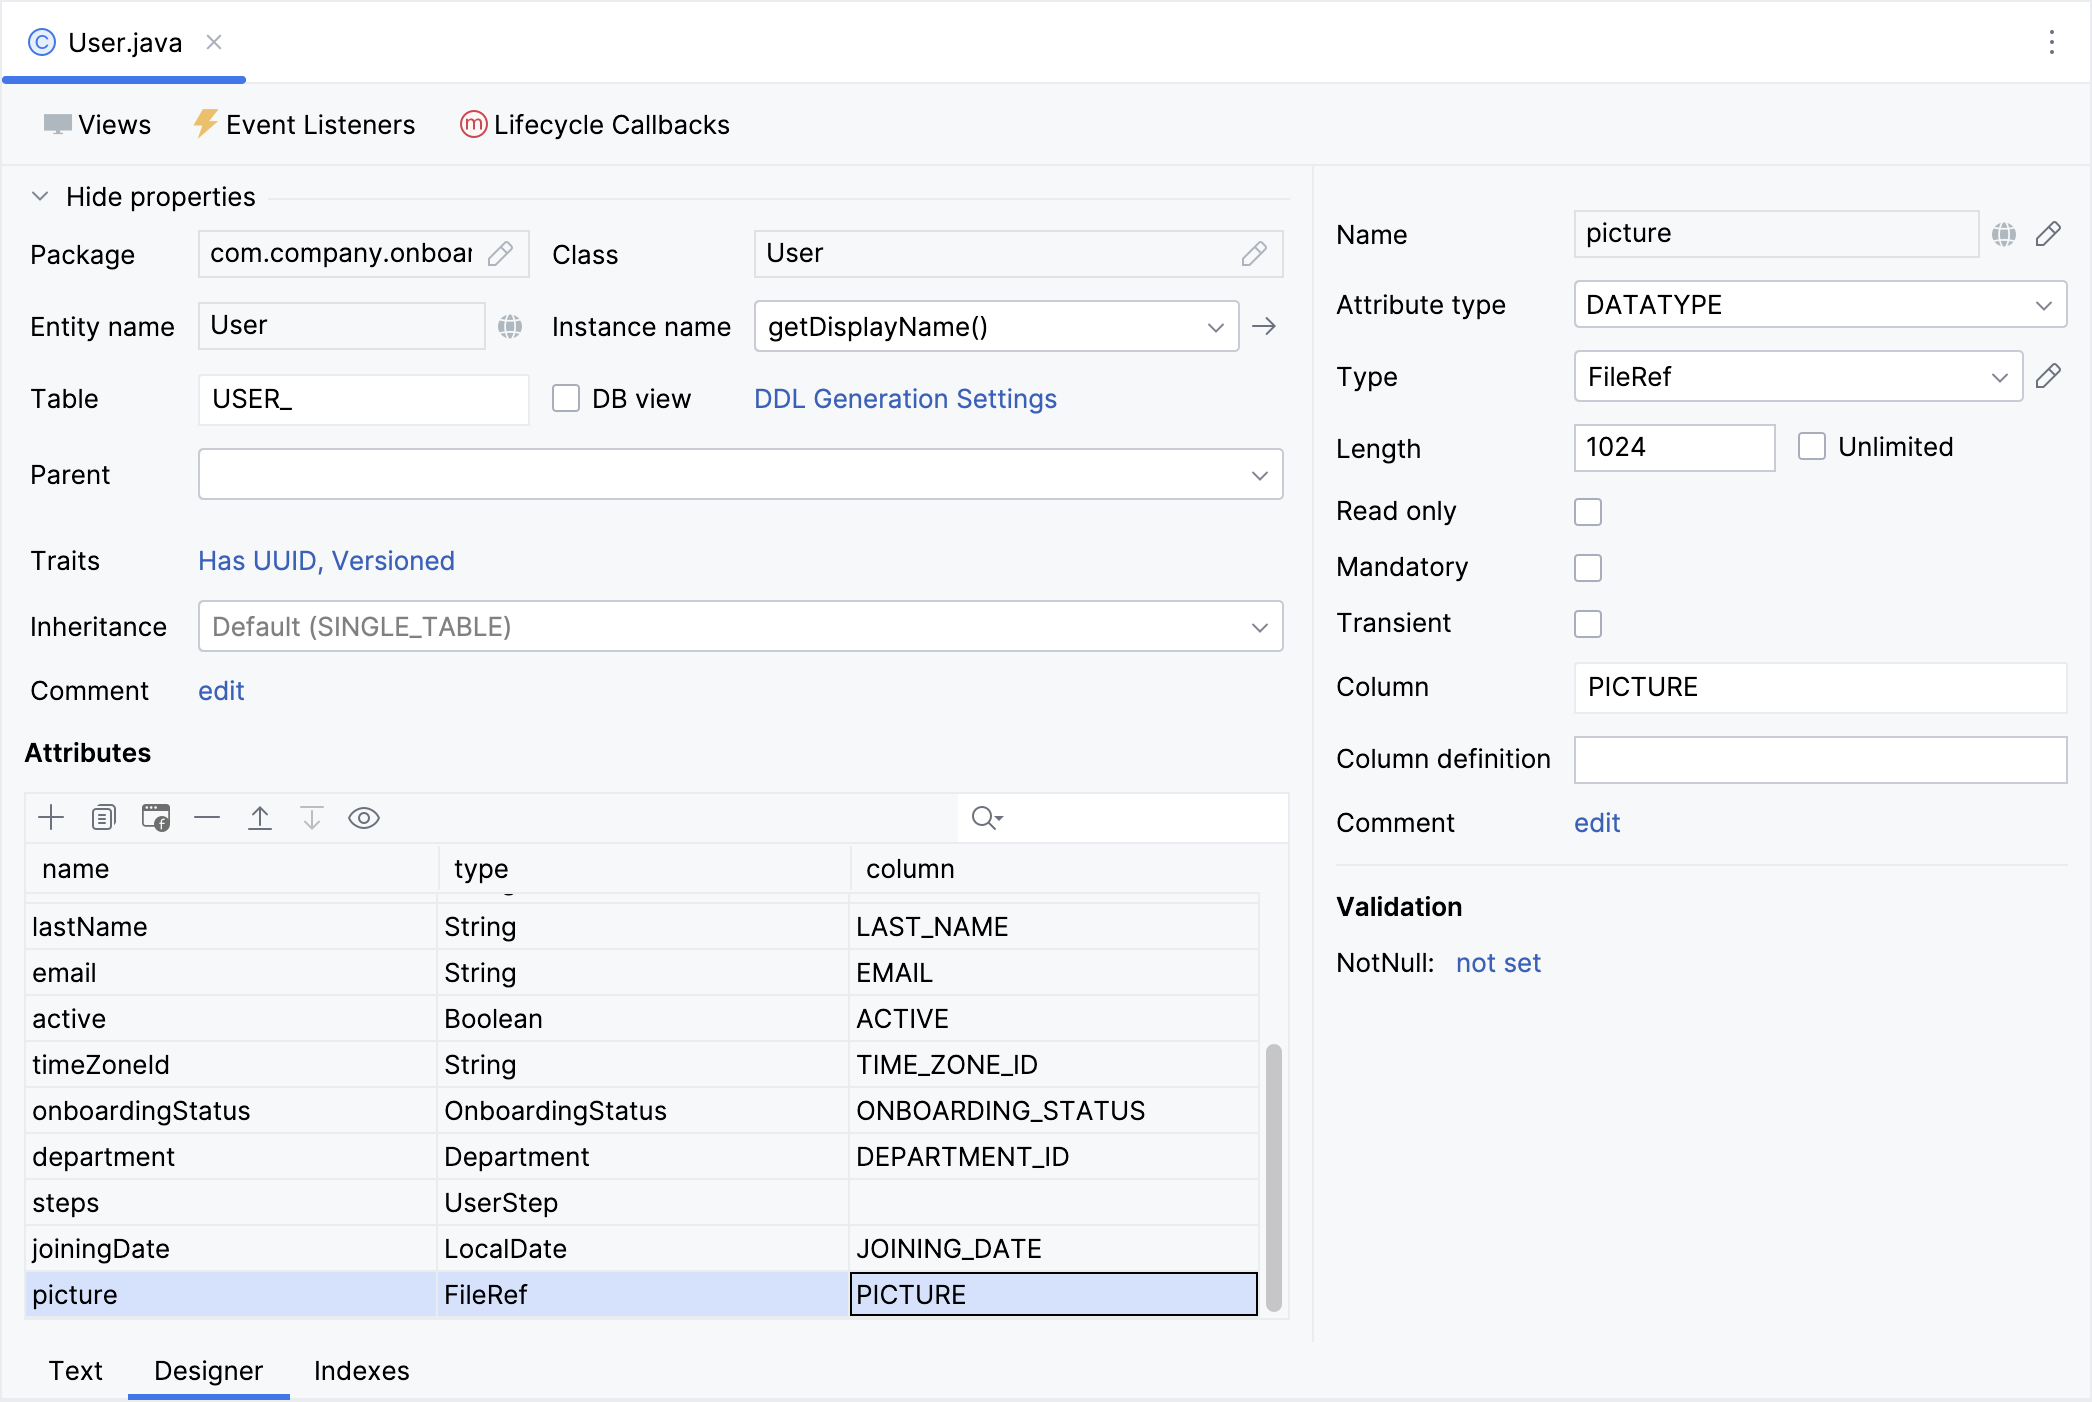 User.java
Views Event Listeners Lifecycle Callbacks
Hide properties
Package com.company.onboar Class User
Entity name User Instance name getDisplayName()
Table USER_ DB view DDL Generation Settings
Parent
Traits Has UUID, Versioned
Inheritance Default (SINGLE_TABLE)
Comment edit
Attributes
name type column
lastName String LAST_NAME
email String EMAIL
active Boolean ACTIVE
timeZoneId String TIME_ZONE_ID
onboardingStatus OnboardingStatus ONBOARDING_STATUS
department Department DEPARTMENT_ID
steps UserStep
joiningDate LocalDate JOINING_DATE
picture FileRef PICTURE
Text Designer Indexes
Name picture
Attribute type DATATYPE
Type FileRef
Length 1024 Unlimited
Read only
Mandatory
Transient
Column PICTURE
Column definition
Comment edit
Validation
NotNull: not set